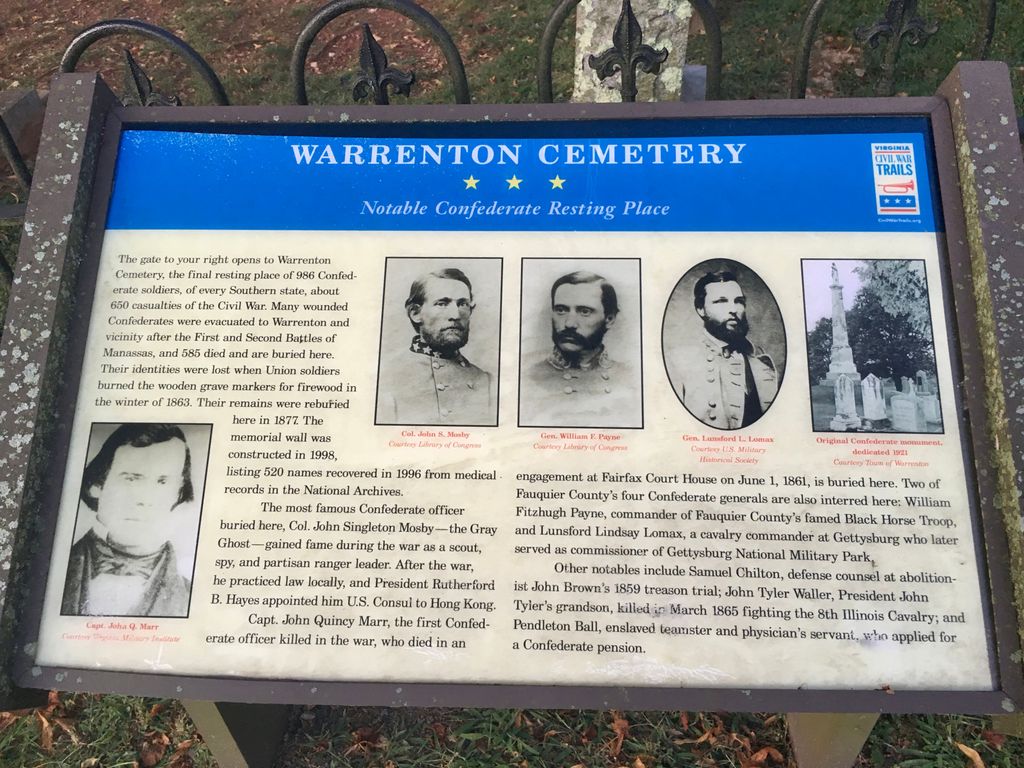 WARRENTON CEMETERY
Notable Confederate Resting Place
VIRGINIA
CIVIL WAR
TRAILS
CivilWarTrails.org
The gate to your right opens to Warrenton
Cemetery, the final resting place of 986 Confed-
erate soldiers, of every Southern state, about
650 casualties of the Civil War. Many wounded
Confederates were evacuated to Warrenton and
vicinity after the First and Second Battles of
Manassas, and 585 died and are buried here.
Their identities were lost when Union soldiers
burned the wooden grave markers for firewood in
the winter of 1863. Their remains were reburied
here in 1877. The
memorial wall was
constructed in 1998,
listing 520 names recovered in 1996 from medical
records in the National Archives.
The most famous Confederate officer
buried here, Col. John Singleton Mosby—the Gray
Ghost—gained fame during the war as a scout,
spy, and partisan ranger leader. After the war,
he practiced law locally, and President Rutherford
B. Hayes appointed him U.S. Consul to Hong Kong.
Capt. John Quincy Marr, the first Confed-
erate officer killed in the war, who died in an
Capt. John Q. Marr
Courtesy Virginia Military Institute
Col. John S. Mosby
Courtesy Library of Congress
Gen. William F. Payne
Courtesy Library of Congress
Gen. Lunsford L. Lomax
Courtesy U.S. Military
Historical Society
Original Confederate monument,
dedicated 1921
Courtesy Town of Warrenton
engagement at Fairfax Court House on June 1, 1861, is buried here. Two of
Fauquier County's four Confederate generals are also interred here: William
Fitzhugh Payne, commander of Fauquier County's famed Black Horse Troop,
and Lunsford Lindsay Lomax, a cavalry commander at Gettysburg who later
served as commissioner of Gettysburg National Military Park.
Other notables include Samuel Chilton, defense counsel at abolition-
ist John Brown's 1859 treason trial; John Tyler Waller, President John
Tyler's grandson, killed in March 1865 fighting the 8th Illinois Cavalry; and
Pendleton Ball, enslaved teamster and physician's servant, who applied for
a Confederate pension.